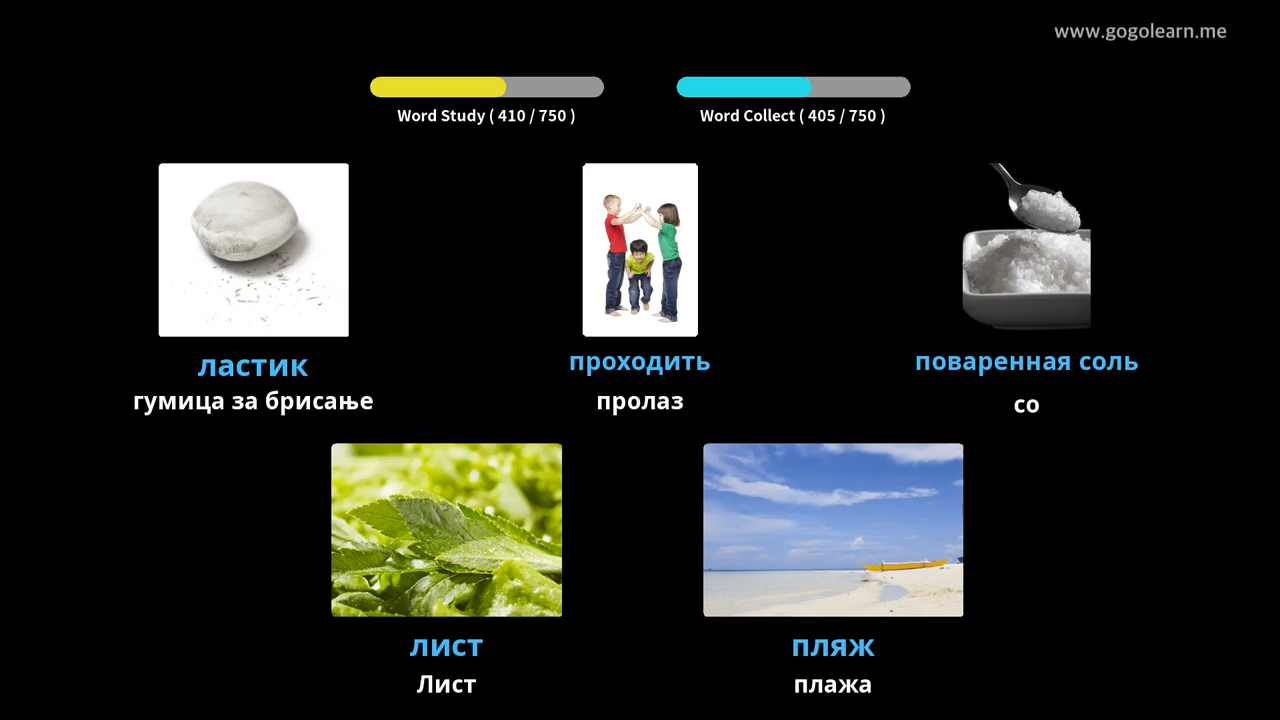 www.gogolearn.me
Word Study ( 410 / 750 )
Word Collect ( 405 / 750 )
ластик
гумица за брисање
проходить
пролаз
поваренная соль
со
лист
Лист
пляж
плажа